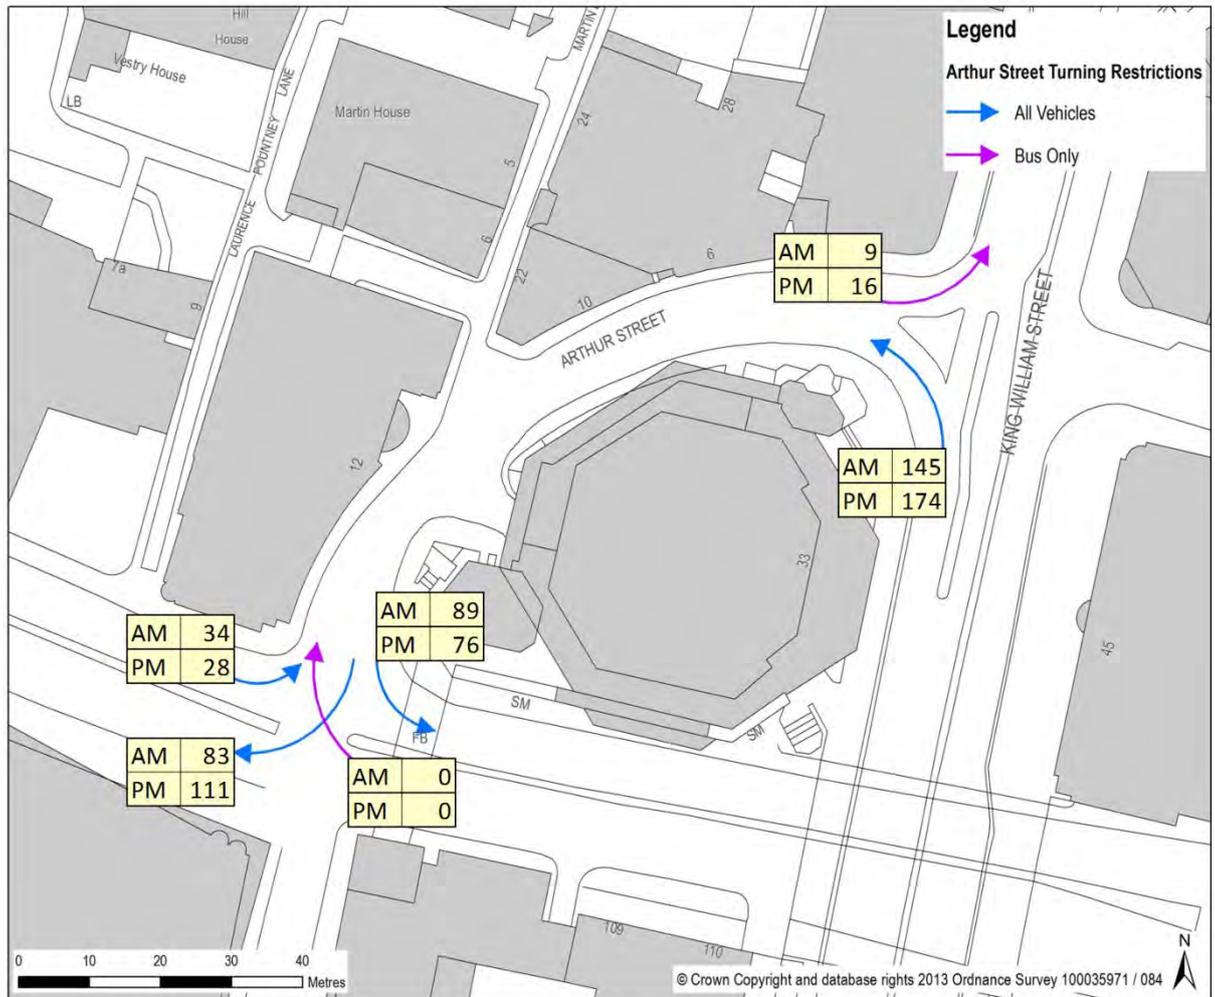 Hill
House
Vestry House
LB
LAURENCE POUNTNEY LANE
Martin House
MARTIN
5
6
24
28
22
10
6
7a
9
Legend
Arthur Street Turning Restrictions
All Vehicles
Bus Only
AM 9
PM 16
ARTHUR STREET
KING WILLIAM STREET
AM 145
PM 174
12
33
45
AM 34
PM 28
AM 89
PM 76
SM
SM
FB
AM 83
PM 111
AM 0
PM 0
109
110
0 10 20 30 40
Metres
N
© Crown Copyright and database rights 2013 Ordnance Survey 100035971 / 084